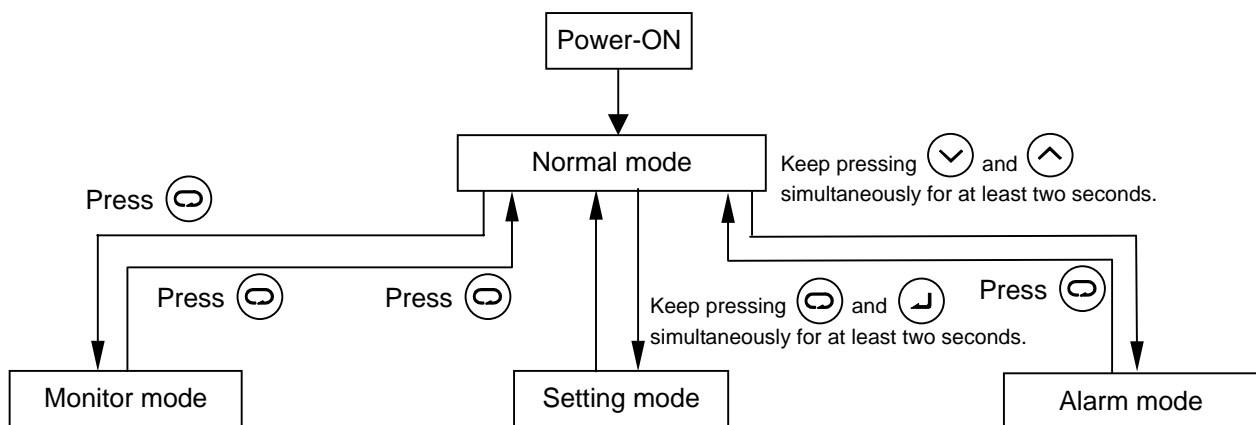 Power-ON
Normal mode
Keep pressing and
simultaneously for at least two seconds.
Press
Press
Press
Keep pressing and
simultaneously for at least two seconds.
Press
Monitor mode
Setting mode
Alarm mode